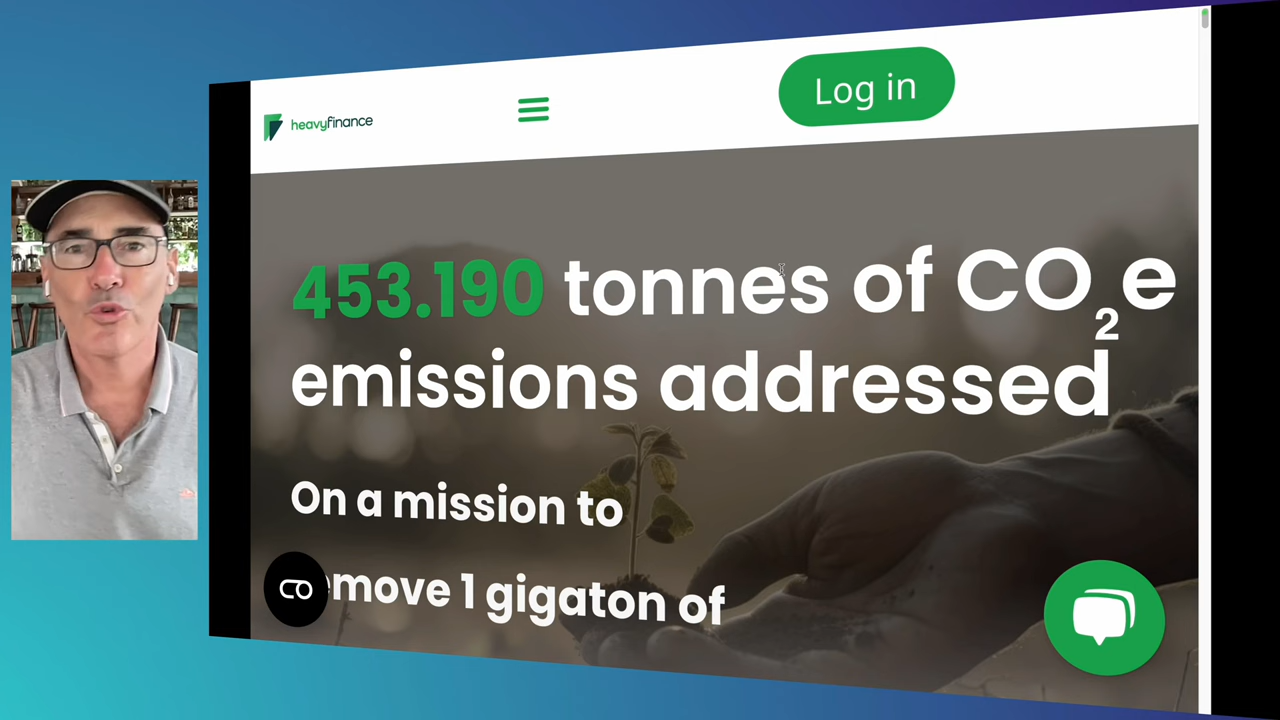 heavyfinance
Log in
453.190 tonnes of CO₂e
emissions addressed
On a mission to
emove 1 gigaton of